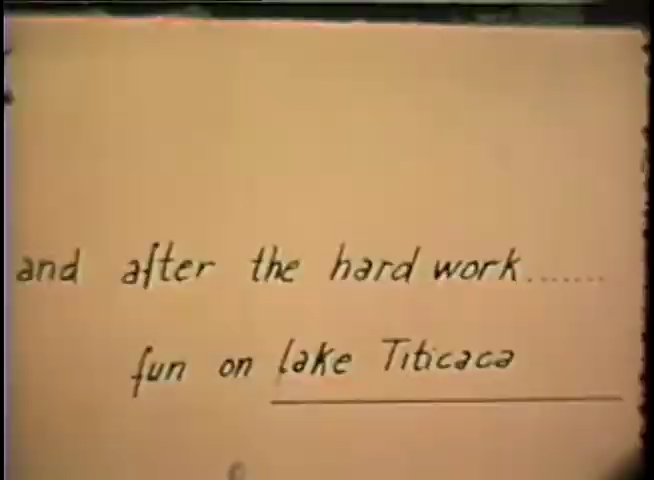 and after the hard work.......
fun on lake Titicaca